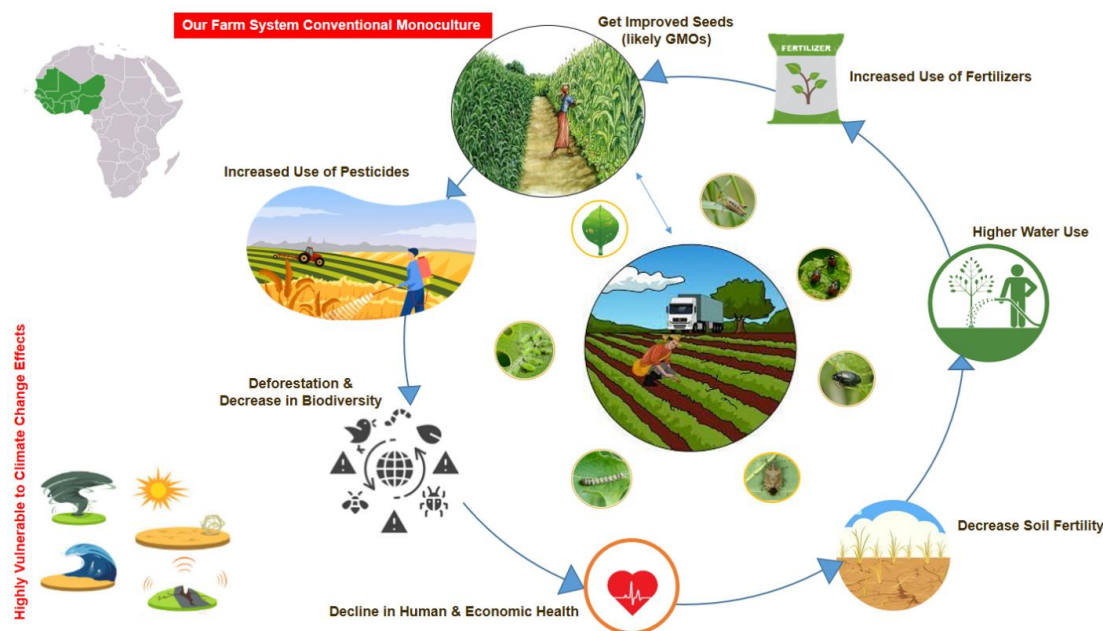 Our Farm System Conventional Monoculture
Get Improved Seeds
(likely GMOs)
FERTILIZER
Increased Use of Fertilizers
Increased Use of Pesticides
Higher Water Use
Deforestation &
Decrease in Biodiversity
Highly Vulnerable to Climate Change Effects
Decrease Soil Fertility
Decline in Human & Economic Health